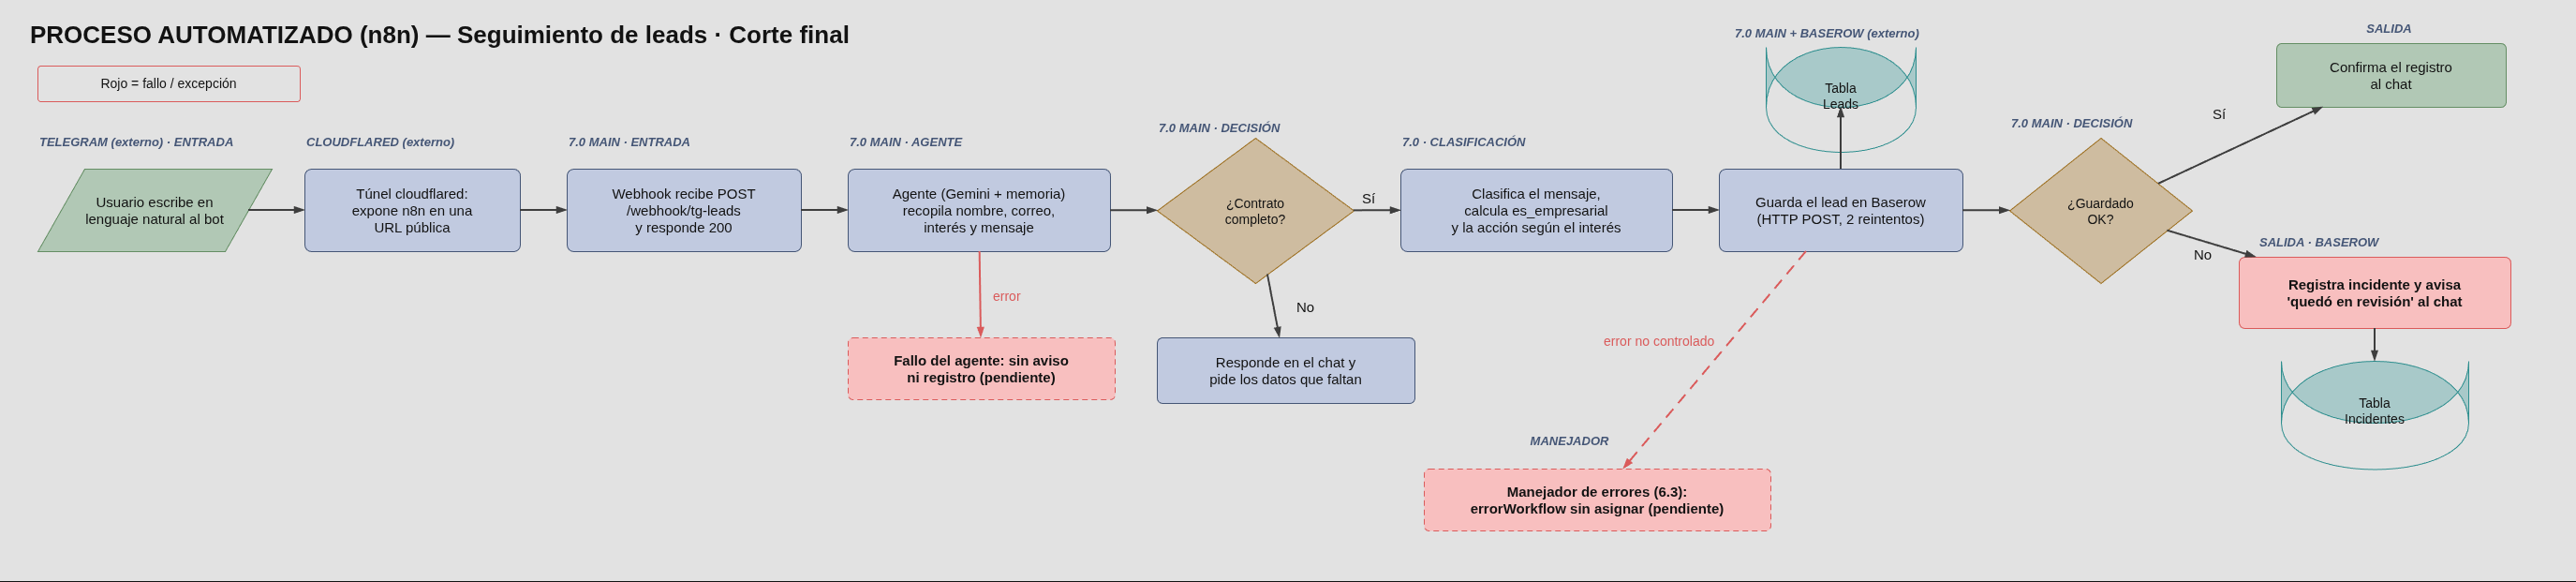 PROCESO AUTOMATIZADO (n8n) — Seguimiento de leads · Corte final
Rojo = fallo / excepción
TELEGRAM (externo) · ENTRADA
Usuario escribe en
lenguaje natural al bot
CLOUDFLARED (externo)
Túnel cloudflared:
expone n8n en una
URL pública
7.0 MAIN · ENTRADA
Webhook recibe POST
/webhook/tg-leads
y responde 200
7.0 MAIN · AGENTE
Agente (Gemini + memoria)
recopila nombre, correo,
interés y mensaje
error
Fallo del agente: sin aviso
ni registro (pendiente)
7.0 MAIN · DECISIÓN
¿Contrato
completo?
Sí
No
Responde en el chat y
pide los datos que faltan
7.0 · CLASIFICACIÓN
Clasifica el mensaje,
calcula es_empresarial
y la acción según el interés
7.0 MAIN + BASEROW (externo)
Tabla
Leads
Guarda el lead en Baserow
(HTTP POST, 2 reintentos)
error no controlado
MANEJADOR
Manejador de errores (6.3):
errorWorkflow sin asignar (pendiente)
7.0 MAIN · DECISIÓN
¿Guardado
OK?
Sí
SALIDA
Confirma el registro
al chat
No
SALIDA · BASEROW
Registra incidente y avisa
'quedó en revisión' al chat
Tabla
Incidentes